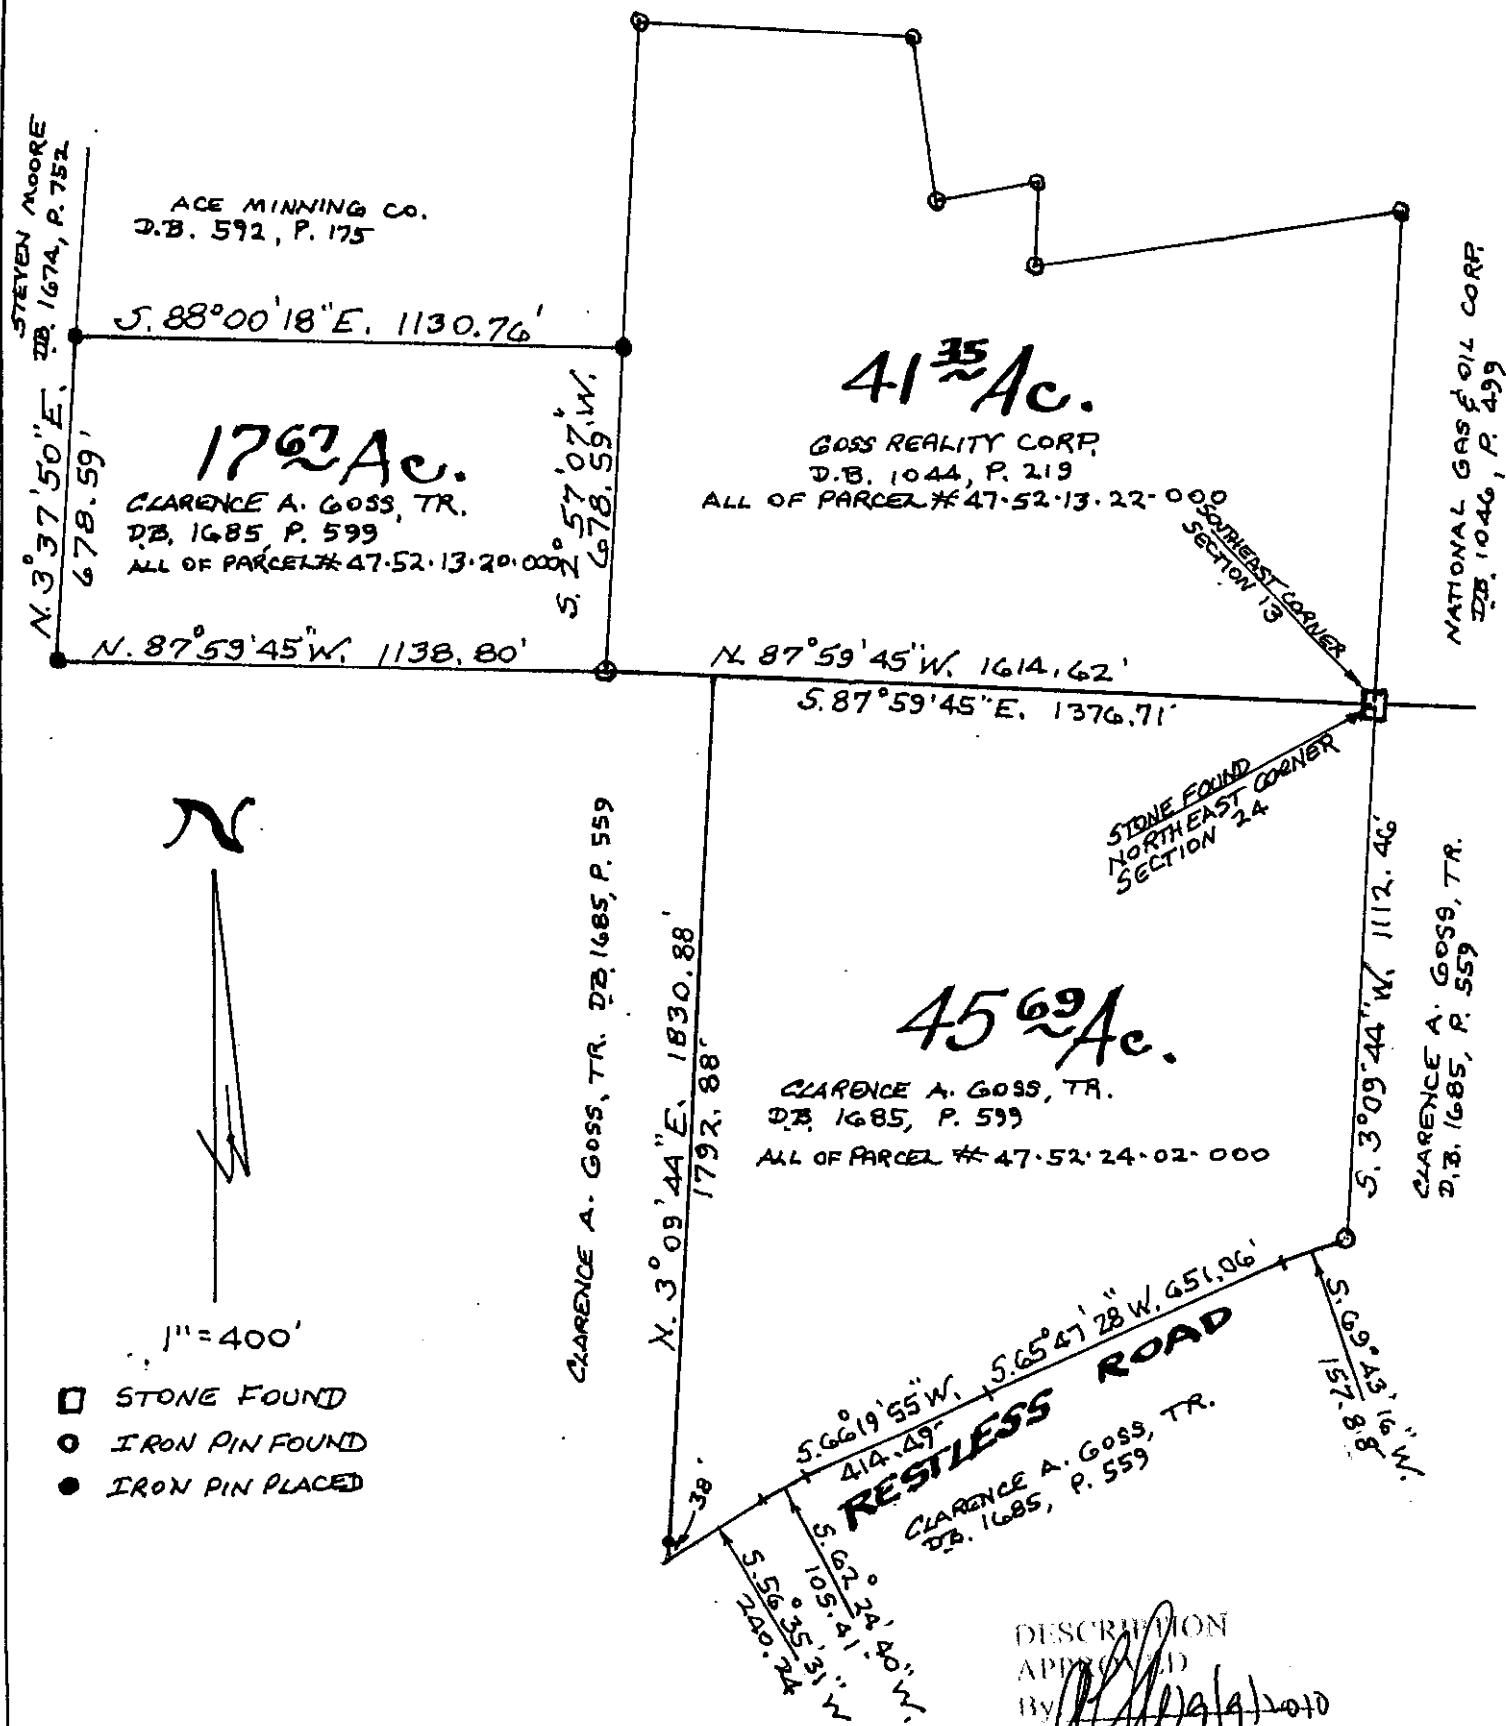 STEVEN MOORE
D.B. 1674, P. 752
ACE MINNING CO.
D.B. 592, P. 175
S. 88°00'18"E. 1130.76'
N. 3°37'50"E.
678.59'
17 67 Ac.
CLARENCE A. GOSS, TR.
D.B. 1685, P. 599
ALL OF PARCEL# 47-52-13-20-000
S. 2°57'07"W.
678.59'
41 35 Ac.
GOSS REALITY CORP.
D.B. 1044, P. 219
ALL OF PARCEL # 47-52-13-22-000
SOUTHEAST CORNER
SECTION 13
NATIONAL GAS & OIL CORP.
D.B. 1046, P. 499
N. 87°59'45"W. 1138.80'
N. 87°59'45"W. 1614.62'
S. 87°59'45"E. 1376.71'
STONE FOUND
NORTHEAST CORNER
SECTION 24
N
1"=400'
STONE FOUND
IRON PIN FOUND
IRON PIN PLACED
CLARENCE A. GOSS, TR. D.B. 1685, P. 559
N. 3°09'44"E. 1830.88'
1792.88'
45 69 Ac.
CLARENCE A. GOSS, TR.
D.B. 1685, P. 599
ALL OF PARCEL # 47-52-24-02-000
S. 3°09'44"W. 1112.46'
CLARENCE A. GOSS, TR.
D.B. 1685, P. 559
S. 69°43'16"W.
157.88'
S. 65°47'28"W. 651.06'
S. 66°19'55"W.
414.49'
RESTLESS ROAD
CLARENCE A. GOSS, TR.
D.B. 1685, P. 559
38'
S. 62°24'40"W.
105.41'
S. 56°35'31"W
240.24
DESCRIPTION
APPROVED
By